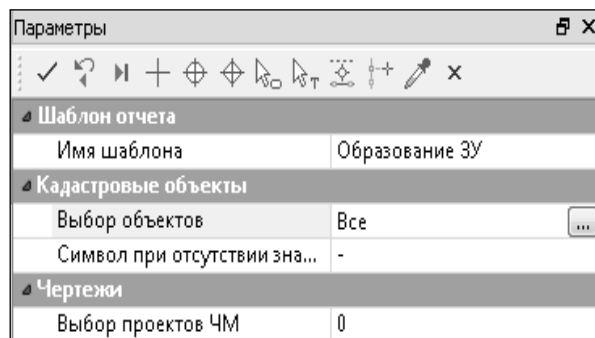 Параметры
Шаблон отчета
Имя шаблона Образование ЗУ
Кадастровые объекты
Выбор объектов Все ...
Символ при отсутствии зна... -
Чертежи
Выбор проектов ЧМ 0